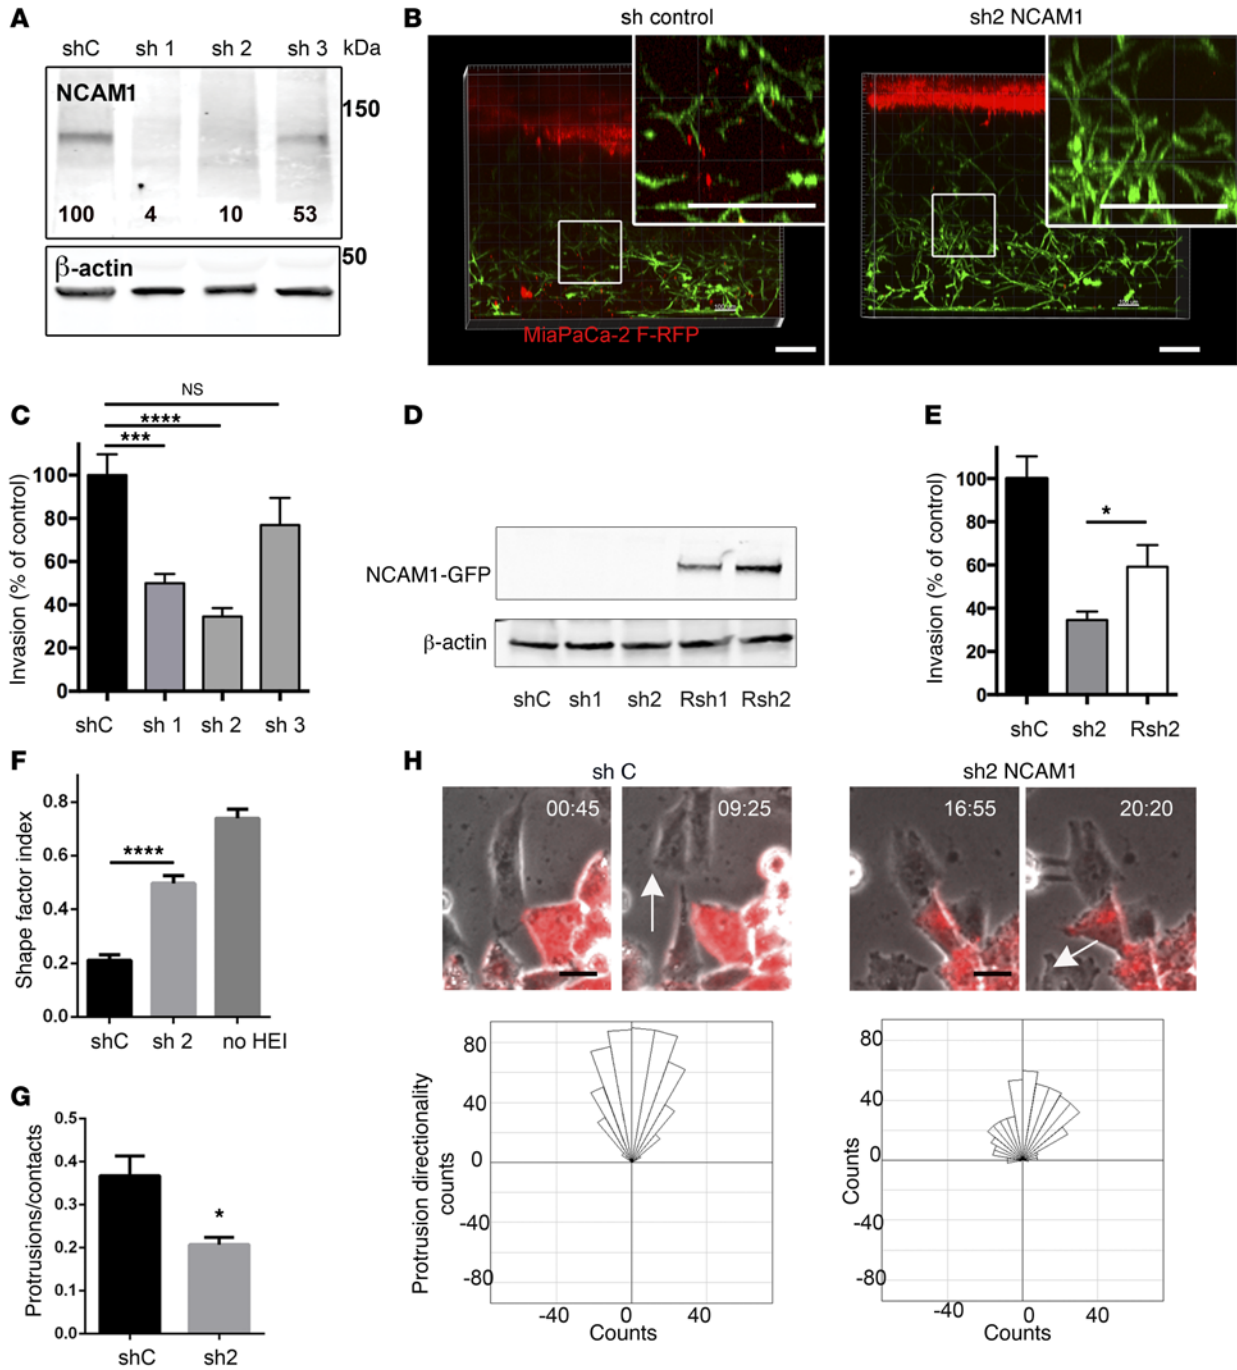 A
shC sh 1 sh 2 sh 3 kDa
NCAM1
150
100 4 10 53
50
β-actin
B
sh control sh2 NCAM1
MiaPaCa-2 F-RFP
C
NS
****
***
Invasion (% of control)
100
80
60
40
20
0
shC sh 1 sh 2 sh 3
D
NCAM1-GFP
β-actin
shC sh1 sh2 Rsh1 Rsh2
E
*
Invasion (% of control)
100
80
60
40
20
0
shC sh2 Rsh2
F
****
Shape factor index
0.8
0.6
0.4
0.2
0.0
shC sh 2 no HEI
G
*
Protrusions/contacts
0.5
0.4
0.3
0.2
0.1
0.0
shC sh2
H
sh C sh2 NCAM1
00:45 09:25 16:55 20:20
Protrusion directionality
counts
80
40
0
-40
-80
-40 0 40
Counts
Counts
80
40
0
-40
-80
-40 0 40
Counts